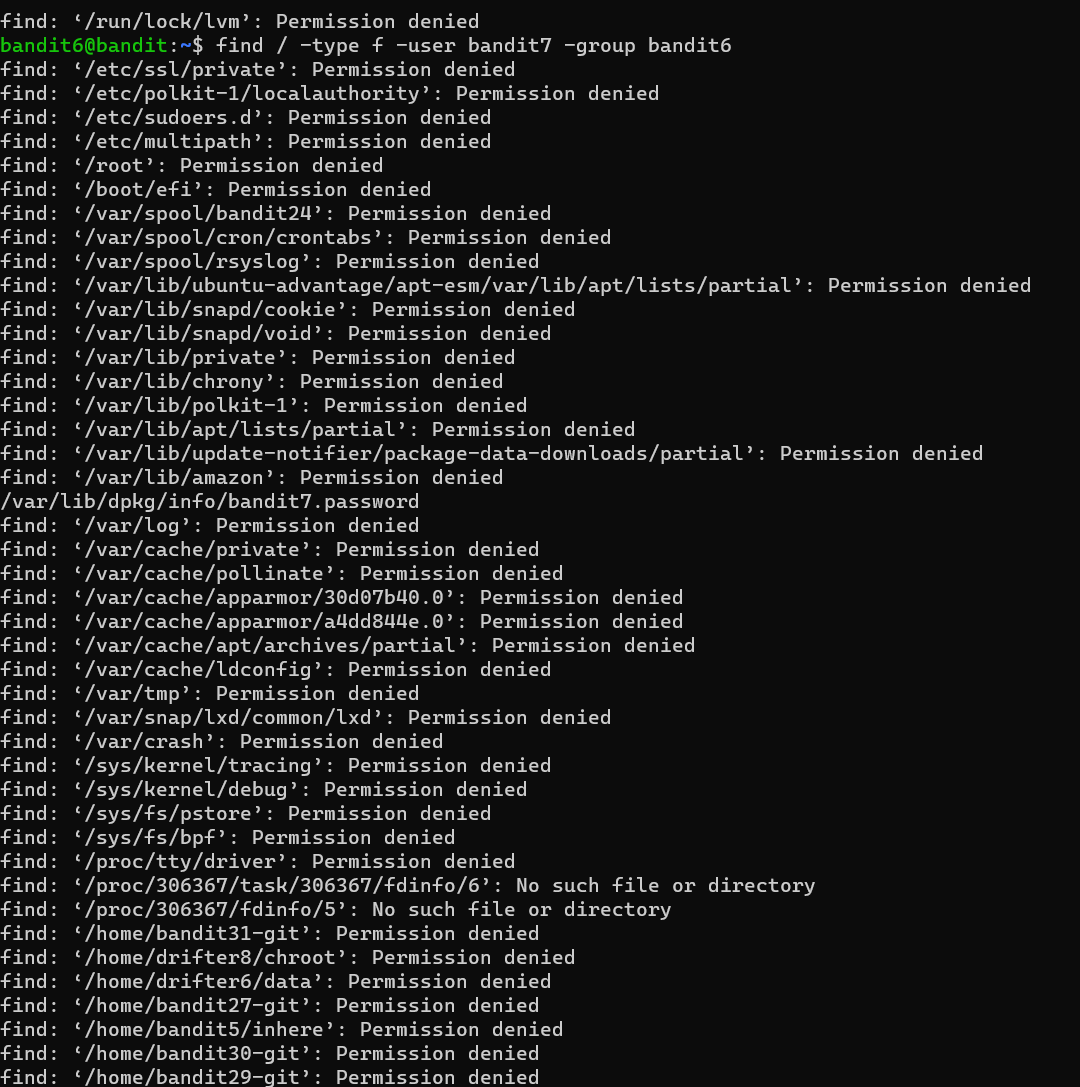 find: ‘/run/lock/lvm’: Permission denied
bandit6@bandit:~$ find / -type f -user bandit7 -group bandit6
find: ‘/etc/ssl/private’: Permission denied
find: ‘/etc/polkit-1/localauthority’: Permission denied
find: ‘/etc/sudoers.d’: Permission denied
find: ‘/etc/multipath’: Permission denied
find: ‘/root’: Permission denied
find: ‘/boot/efi’: Permission denied
find: ‘/var/spool/bandit24’: Permission denied
find: ‘/var/spool/cron/crontabs’: Permission denied
find: ‘/var/spool/rsyslog’: Permission denied
find: ‘/var/lib/ubuntu-advantage/apt-esm/var/lib/apt/lists/partial’: Permission denied
find: ‘/var/lib/snapd/cookie’: Permission denied
find: ‘/var/lib/snapd/void’: Permission denied
find: ‘/var/lib/private’: Permission denied
find: ‘/var/lib/chrony’: Permission denied
find: ‘/var/lib/polkit-1’: Permission denied
find: ‘/var/lib/apt/lists/partial’: Permission denied
find: ‘/var/lib/update-notifier/package-data-downloads/partial’: Permission denied
find: ‘/var/lib/amazon’: Permission denied
/var/lib/dpkg/info/bandit7.password
find: ‘/var/log’: Permission denied
find: ‘/var/cache/private’: Permission denied
find: ‘/var/cache/pollinate’: Permission denied
find: ‘/var/cache/apparmor/30d07b40.0’: Permission denied
find: ‘/var/cache/apparmor/a4dd844e.0’: Permission denied
find: ‘/var/cache/apt/archives/partial’: Permission denied
find: ‘/var/cache/ldconfig’: Permission denied
find: ‘/var/tmp’: Permission denied
find: ‘/var/snap/lxd/common/lxd’: Permission denied
find: ‘/var/crash’: Permission denied
find: ‘/sys/kernel/tracing’: Permission denied
find: ‘/sys/kernel/debug’: Permission denied
find: ‘/sys/fs/pstore’: Permission denied
find: ‘/sys/fs/bpf’: Permission denied
find: ‘/proc/tty/driver’: Permission denied
find: ‘/proc/306367/task/306367/fdinfo/6’: No such file or directory
find: ‘/proc/306367/fdinfo/5’: No such file or directory
find: ‘/home/bandit31-git’: Permission denied
find: ‘/home/drifter8/chroot’: Permission denied
find: ‘/home/drifter6/data’: Permission denied
find: ‘/home/bandit27-git’: Permission denied
find: ‘/home/bandit5/inhere’: Permission denied
find: ‘/home/bandit30-git’: Permission denied
find: ‘/home/bandit29-git’: Permission denied